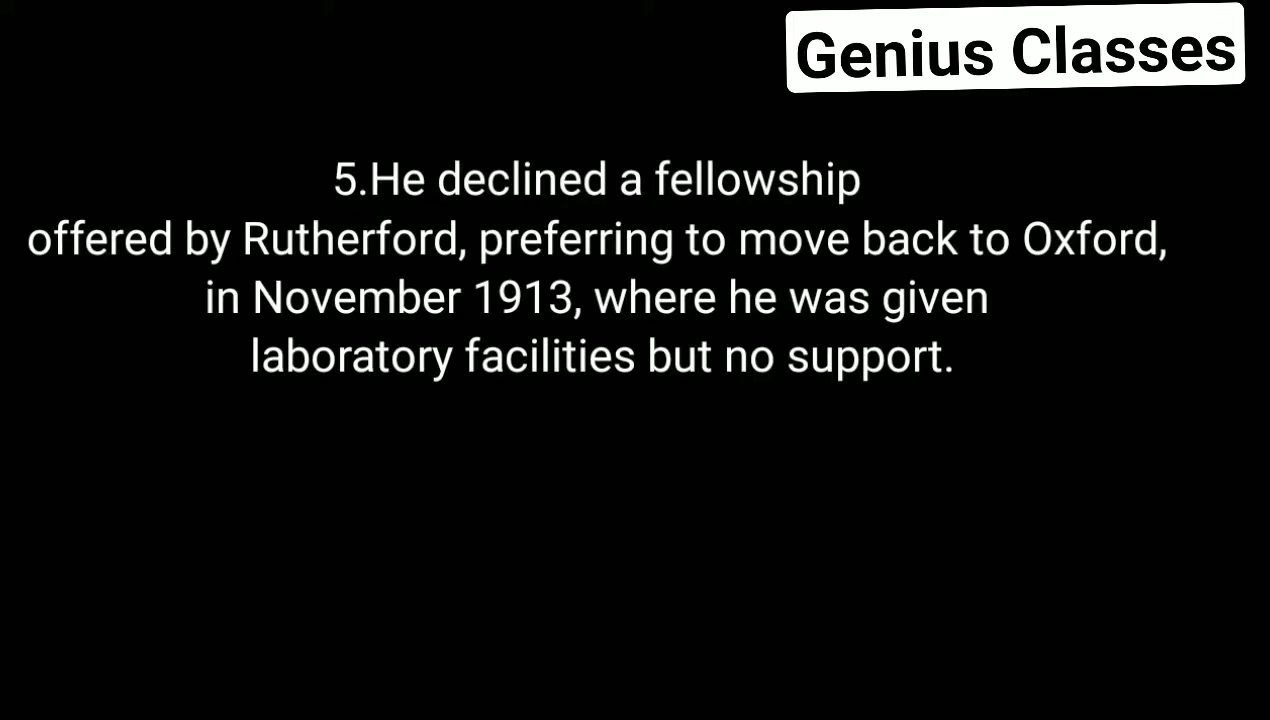 Genius Classes
5.He declined a fellowship
offered by Rutherford, preferring to move back to Oxford,
in November 1913, where he was given
laboratory facilities but no support.